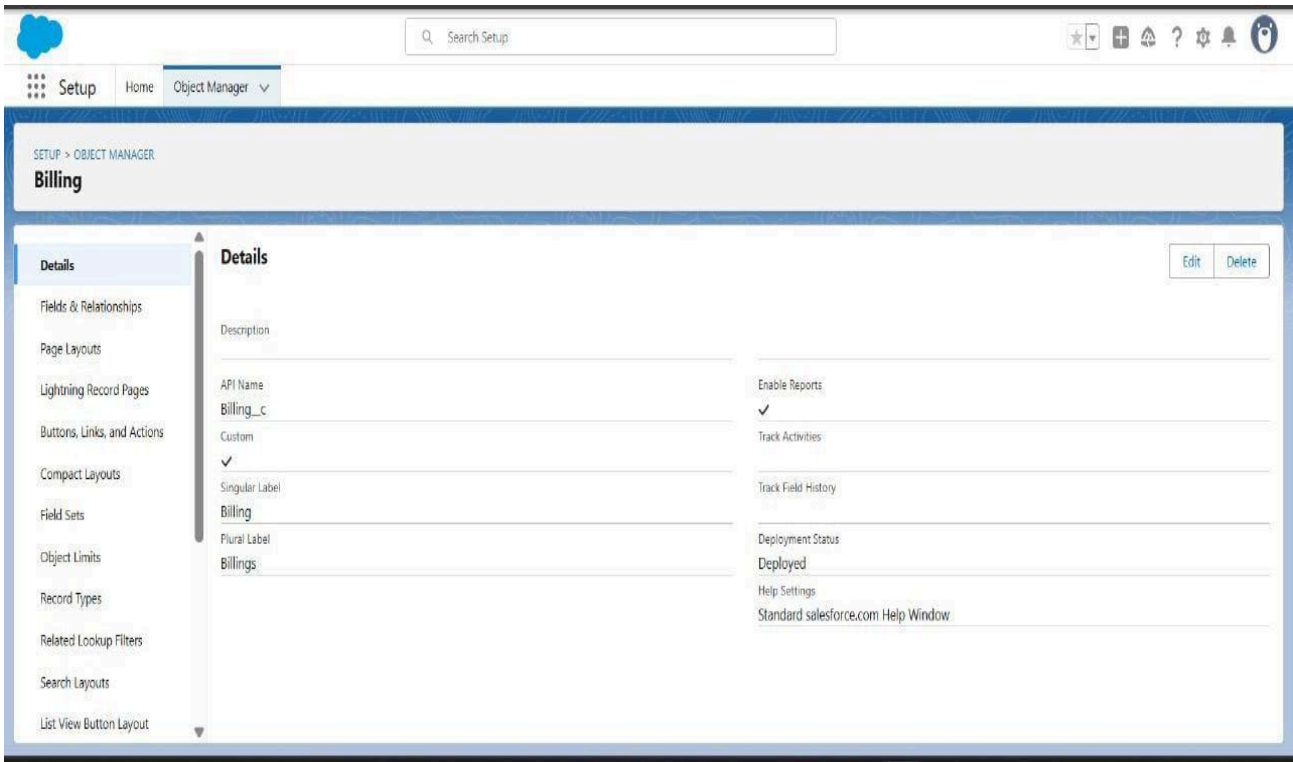 Search Setup
Setup Home Object Manager
SETUP > OBJECT MANAGER
Billing
Details
Fields & Relationships
Page Layouts
Lightning Record Pages
Buttons, Links, and Actions
Compact Layouts
Field Sets
Object Limits
Record Types
Related Lookup Filters
Search Layouts
List View Button Layout
Details
Edit Delete
Description
API Name
Billing__c
Custom
Singular Label
Billing
Plural Label
Billings
Enable Reports
Track Activities
Track Field History
Deployment Status
Deployed
Help Settings
Standard salesforce.com Help Window